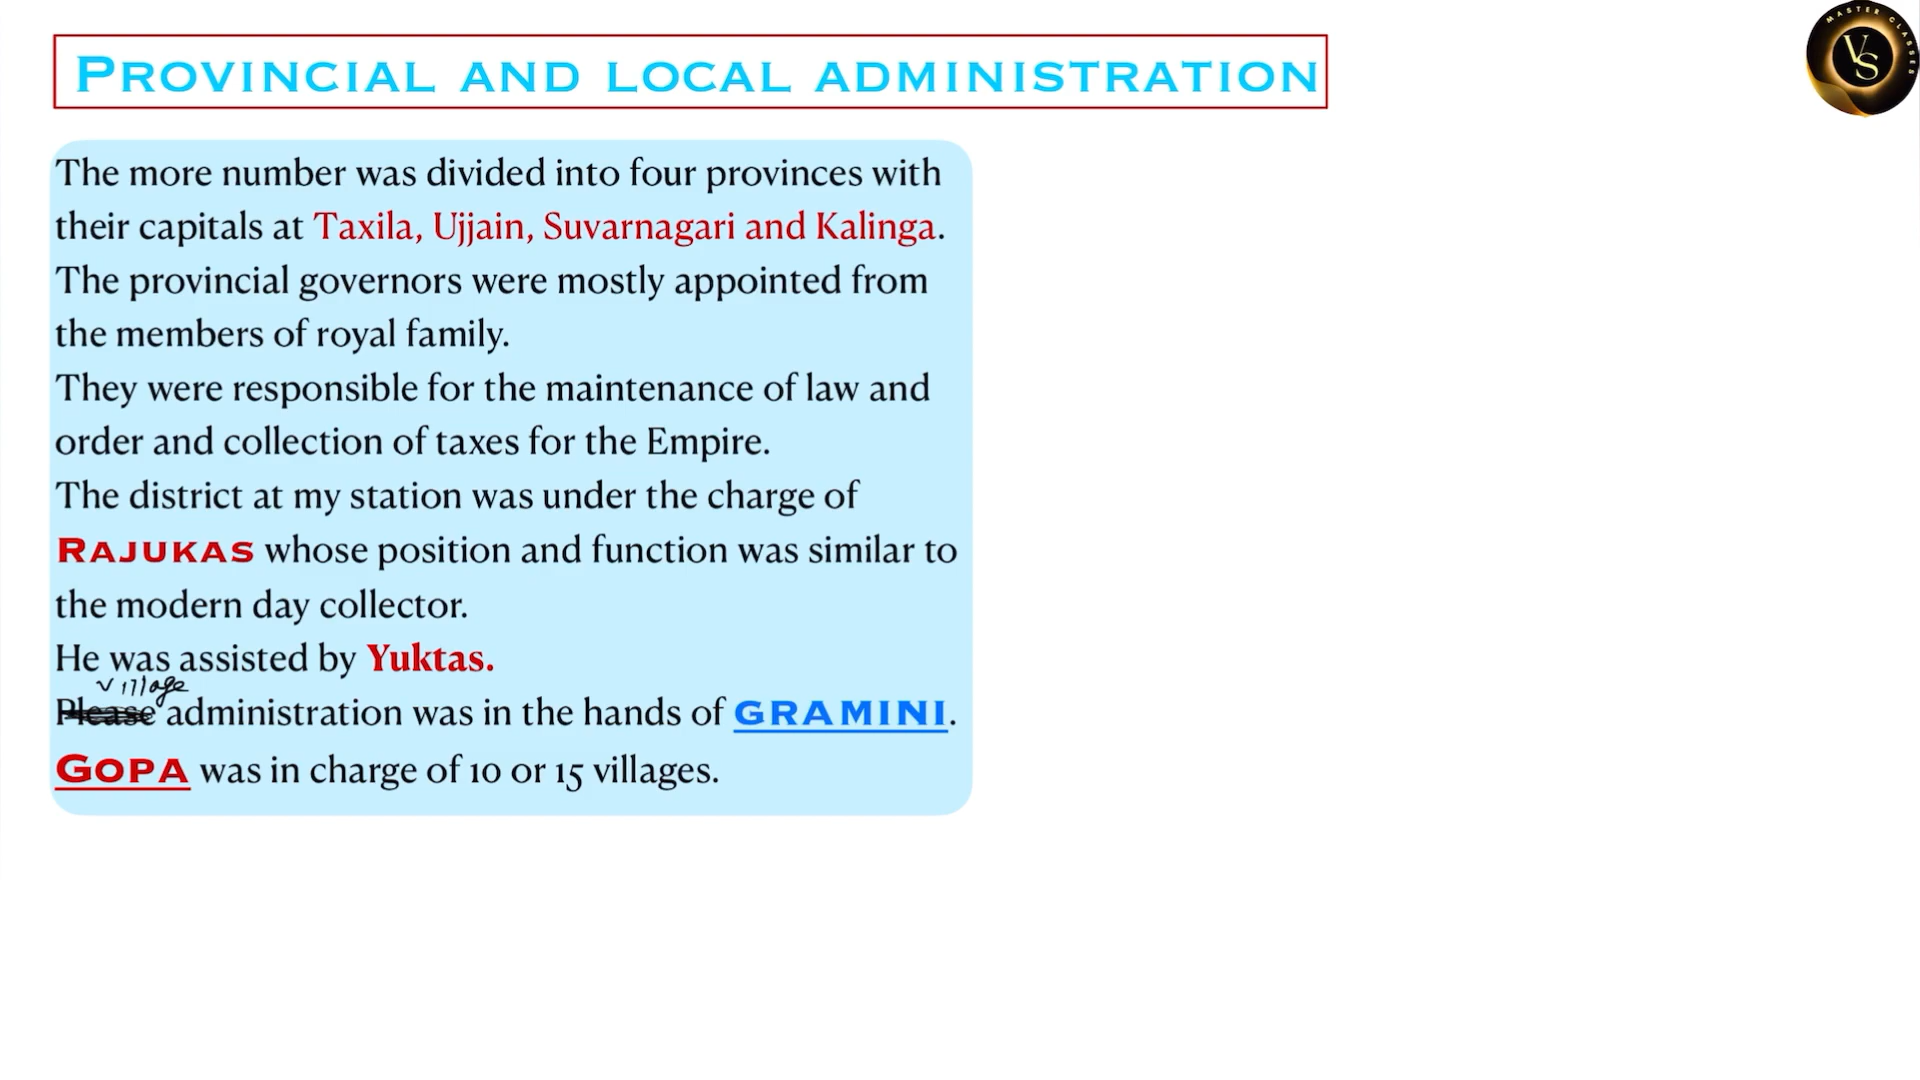 PROVINCIAL AND LOCAL ADMINISTRATION
MASTER CLASSES
VS
The more number was divided into four provinces with
their capitals at Taxila, Ujjain, Suvarnagari and Kalinga.
The provincial governors were mostly appointed from
the members of royal family.
They were responsible for the maintenance of law and
order and collection of taxes for the Empire.
The district at my station was under the charge of
RAJUKAS whose position and function was similar to
the modern day collector.
He was assisted by Yuktas.
village
Please administration was in the hands of GRAMINI.
GOPA was in charge of 10 or 15 villages.